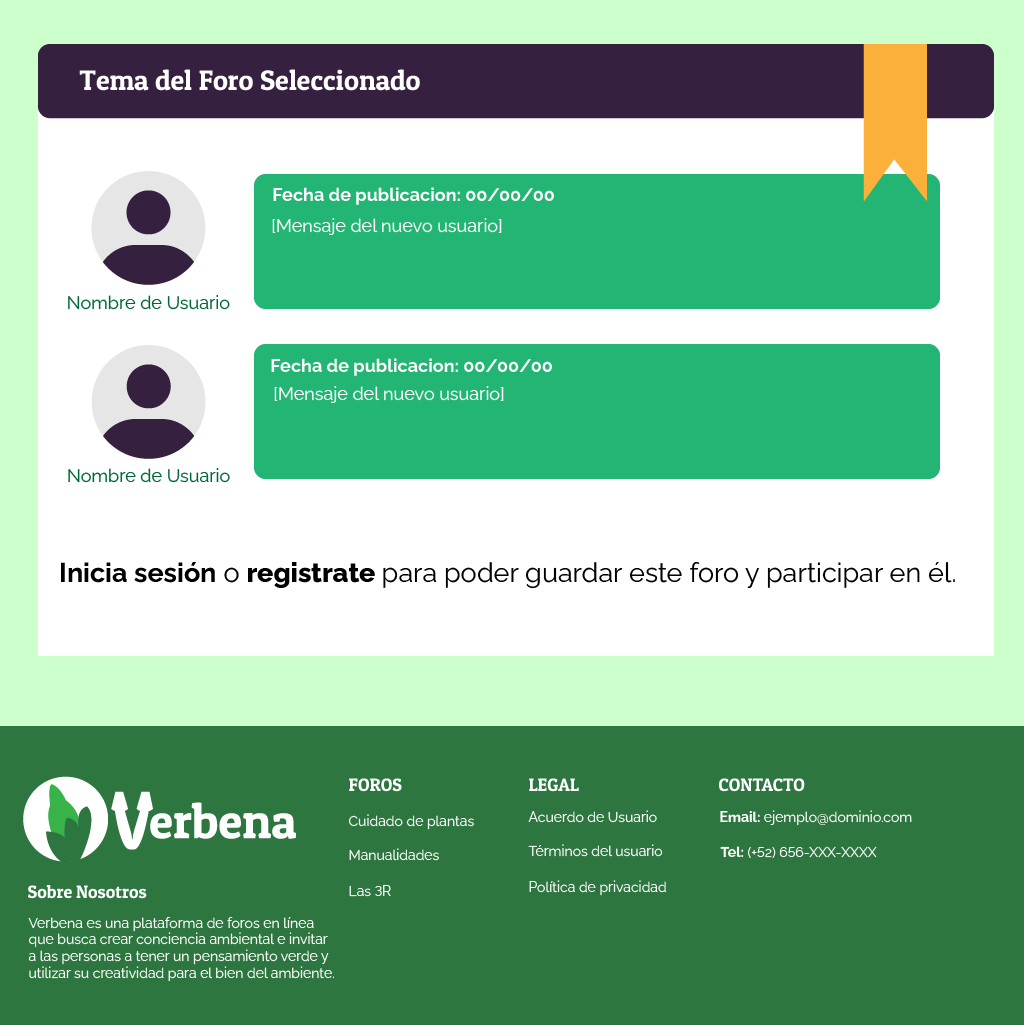 Tema del Foro Seleccionado
Fecha de publicacion: 00/00/00
[Mensaje del nuevo usuario]
Nombre de Usuario
Fecha de publicacion: 00/00/00
[Mensaje del nuevo usuario]
Nombre de Usuario
Inicia sesión o registrate para poder guardar este foro y participar en él.
Verbena
Sobre Nosotros
Verbena es una plataforma de foros en línea
que busca crear conciencia ambiental e invitar
a las personas a tener un pensamiento verde y
utilizar su creatividad para el bien del ambiente.
FOROS
Cuidado de plantas
Manualidades
Las 3R
LEGAL
Acuerdo de Usuario
Términos del usuario
Política de privacidad
CONTACTO
Email: ejemplo@dominio.com
Tel: (+52) 656-XXX-XXXX